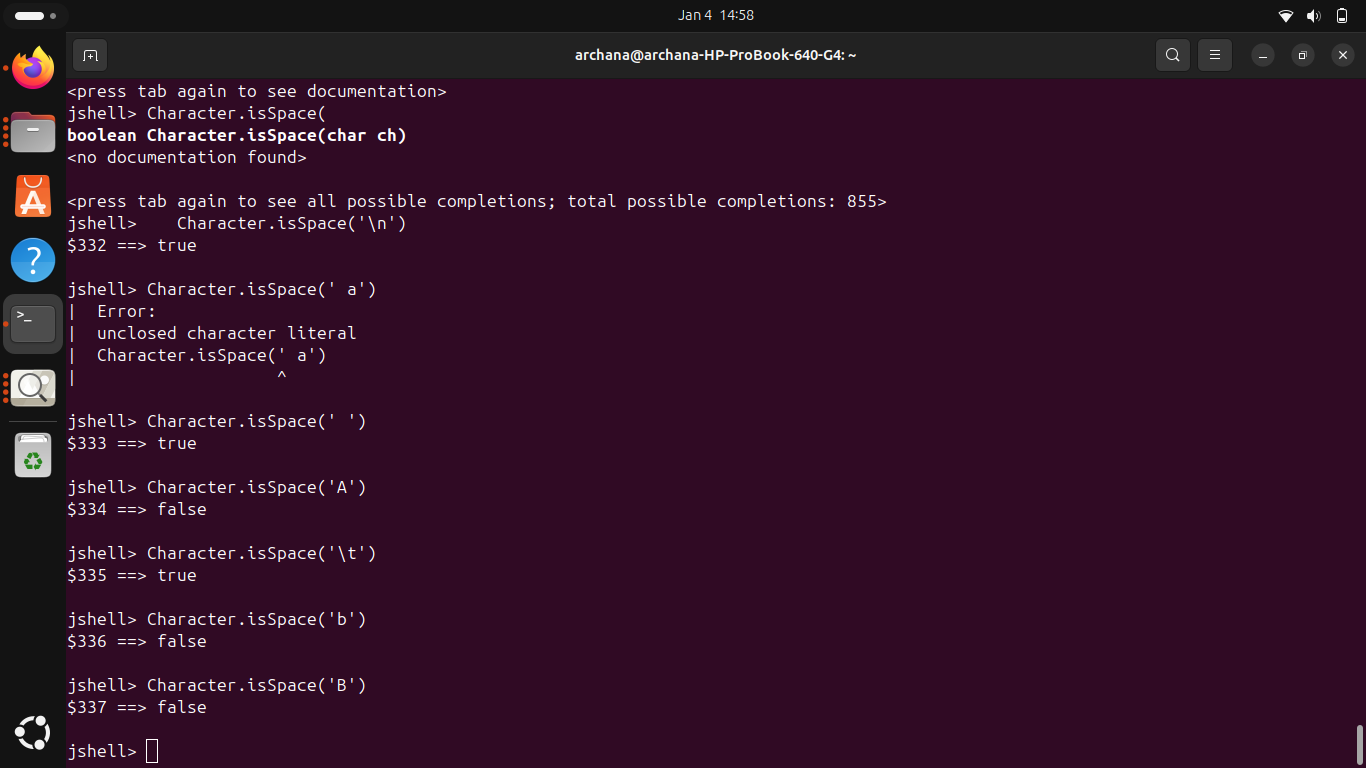 Jan 4 14:58
archana@archana-HP-ProBook-640-G4: ~
<press tab again to see documentation>
jshell> Character.isSpace(
boolean Character.isSpace(char ch)
<no documentation found>
<press tab again to see all possible completions; total possible completions: 855>
jshell>    Character.isSpace('\n')
$332 ==> true
jshell> Character.isSpace(' a')
|  Error:
|  unclosed character literal
|  Character.isSpace(' a')
|                    ^
jshell> Character.isSpace(' ')
$333 ==> true
jshell> Character.isSpace('A')
$334 ==> false
jshell> Character.isSpace('\t')
$335 ==> true
jshell> Character.isSpace('b')
$336 ==> false
jshell> Character.isSpace('B')
$337 ==> false
jshell>